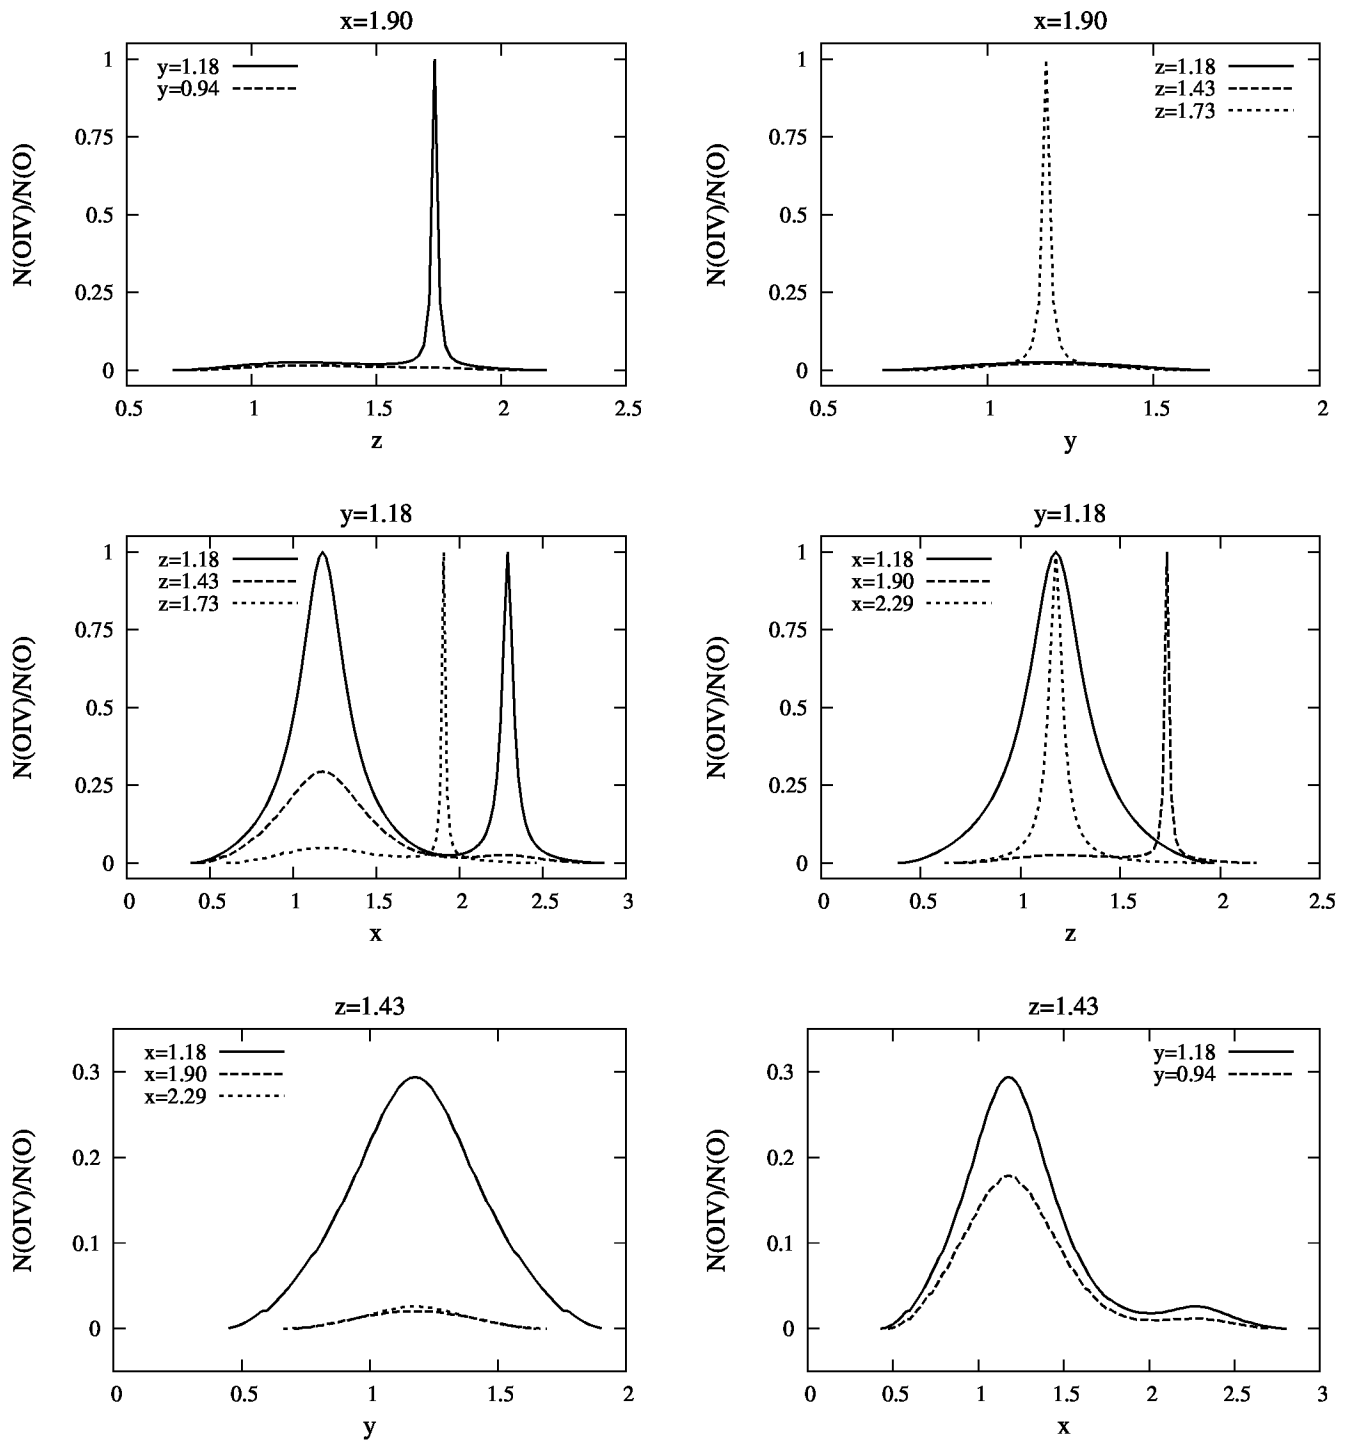 x=1.90
y=1.18
y=0.94
N(OIV)/N(O)
1
0.75
0.5
0.25
0
0.5
1
1.5
2
2.5
z
x=1.90
z=1.18
z=1.43
z=1.73
N(OIV)/N(O)
1
0.75
0.5
0.25
0
0.5
1
1.5
2
y
y=1.18
z=1.18
z=1.43
z=1.73
N(OIV)/N(O)
1
0.75
0.5
0.25
0
0
0.5
1
1.5
2
2.5
3
x
y=1.18
x=1.18
x=1.90
x=2.29
N(OIV)/N(O)
1
0.75
0.5
0.25
0
0
0.5
1
1.5
2
2.5
z
z=1.43
x=1.18
x=1.90
x=2.29
N(OIV)/N(O)
0.3
0.2
0.1
0
0
0.5
1
1.5
2
y
z=1.43
y=1.18
y=0.94
N(OIV)/N(O)
0.3
0.2
0.1
0
0
0.5
1
1.5
2
2.5
3
x